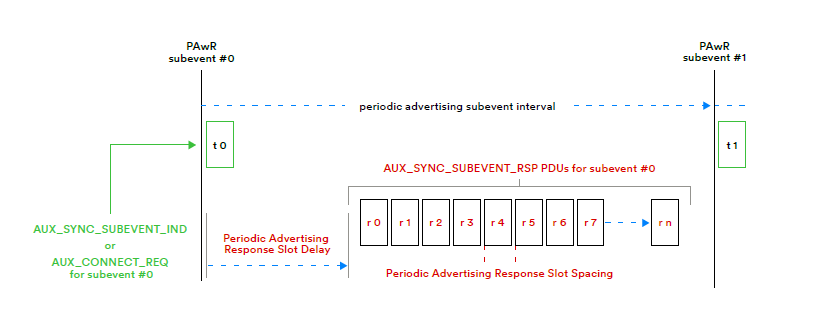 PAwR
subevent #0
PAwR
subevent #1
periodic advertising subevent interval
t 0
t 1
AUX_SYNC_SUBEVENT_RSP PDUs for subevent #0
r 0
r 1
r 2
r 3
r 4
r 5
r 6
r 7
r n
AUX_SYNC_SUBEVENT_IND
or
AUX_CONNECT_REQ
for subevent #0
Periodic Advertising
Response Slot Delay
Periodic Advertising Response Slot Spacing